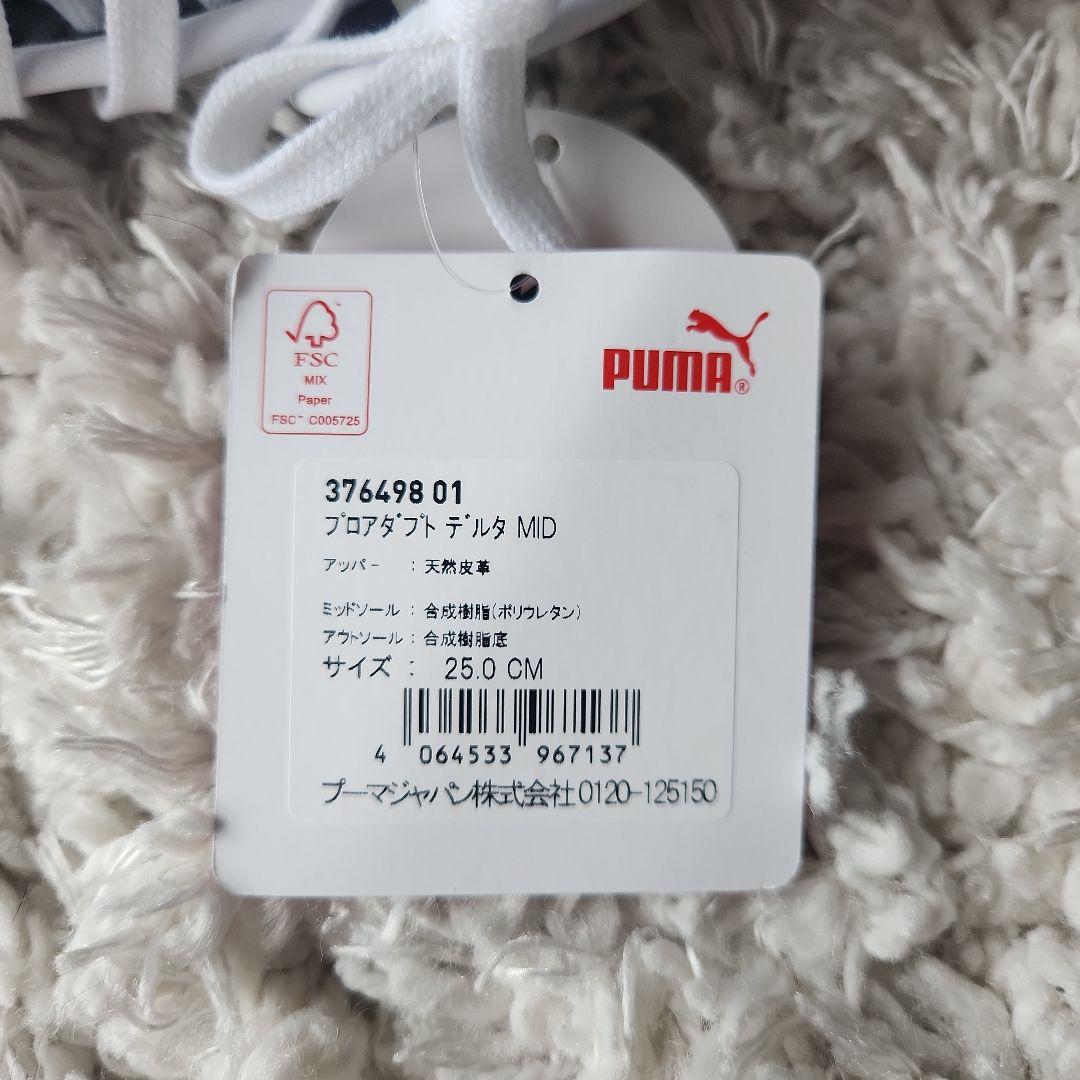 FSC
MIX
Paper
FSC™ C005725
PUMA®
376498 01
プロアダプト デルタ MID
アッパー : 天然皮革
ミッドソール : 合成樹脂(ポリウレタン)
アウトソール : 合成樹脂底
サイズ : 25.0 CM
4 064533 967137
プーマジャパン株式会社0120-125150